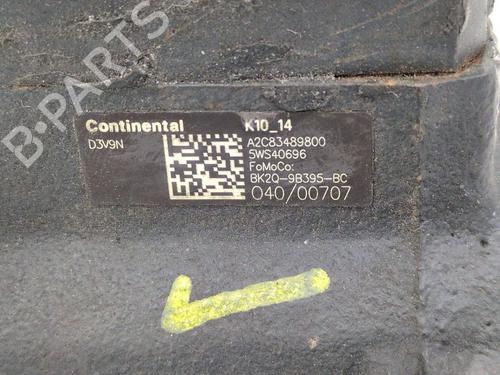 B-PARTS
Continental K10_14
D3V9N A2C83489800
5WS40696
FoMoCo:
BK2Q-9B395-BC
040/00707